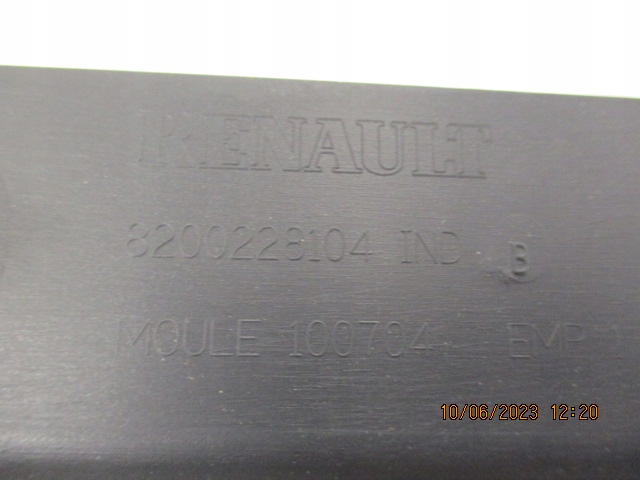 RENAULT
8200228104 IND B
MOULE 100704 EMP
10/06/2023 12:20